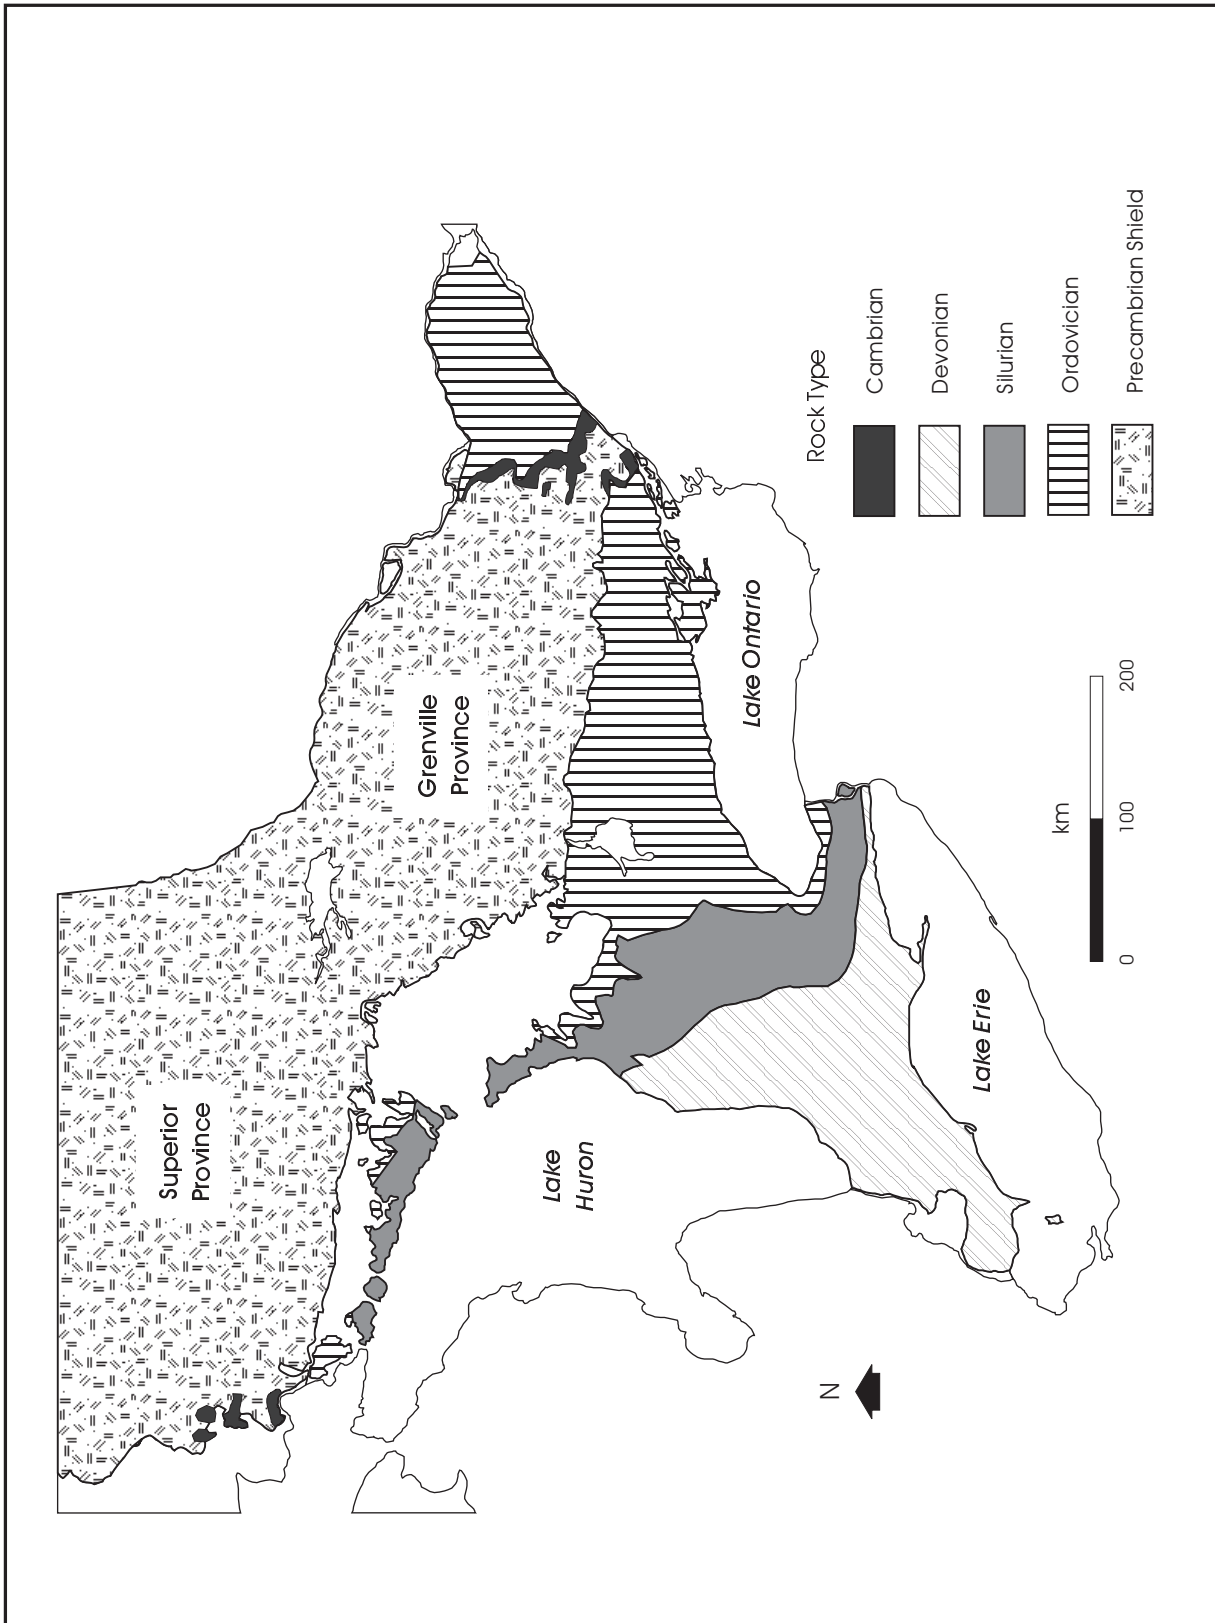 Superior
Province
Grenville
Province
Lake
Huron
Lake Ontario
Lake Erie
N
km
0
100
200
Rock Type
Cambrian
Devonian
Silurian
Ordovician
Precambrian Shield